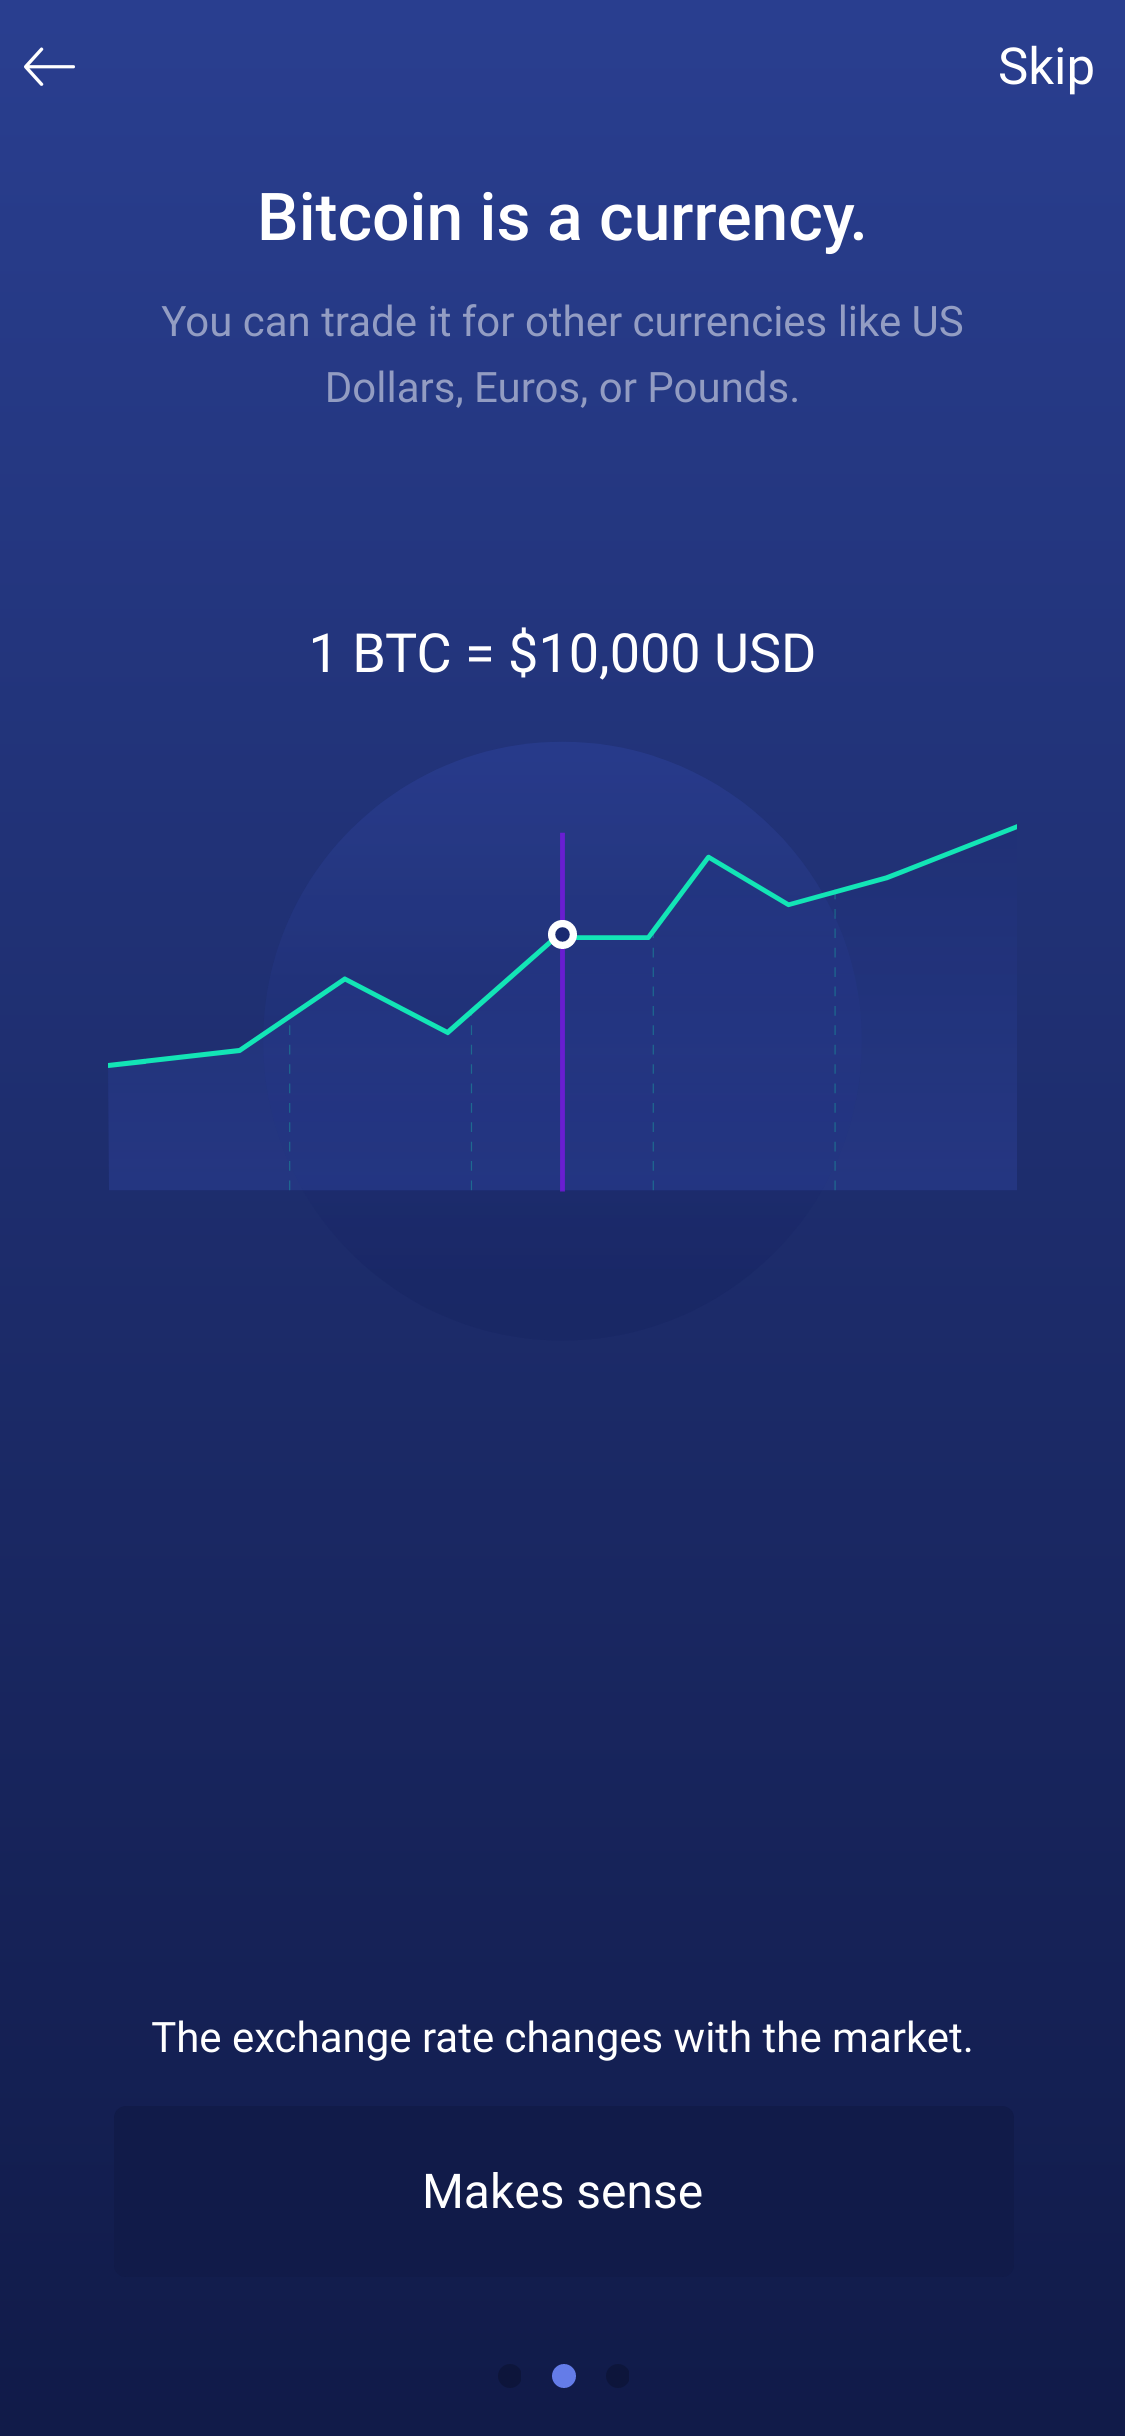 Skip
Bitcoin is a currency.
You can trade it for other currencies like US
Dollars, Euros, or Pounds.
1 BTC = $10,000 USD
The exchange rate changes with the market.
Makes sense